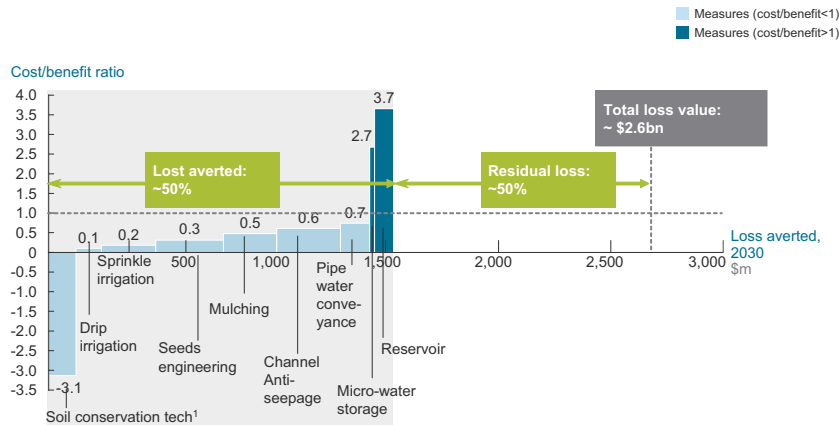 Measures (cost/benefit<1)
Measures (cost/benefit>1)
Cost/benefit ratio
4.0
3.5
3.0
2.5
2.0
1.5
1.0
0.5
0
-0.5
-1.0
-1.5
-2.0
-2.5
-3.0
-3.5
3.7
2.7
Total loss value:
~ $2.6bn
Lost averted:
~50%
Residual loss:
~50%
0.1
0.2
0.3
0.5
0.6
0.7
-3.1
500
1,000
1,500
2,000
2,500
3,000
Loss averted,
2030
$m
Sprinkle
irrigation
Drip
irrigation
Seeds
engineering
Mulching
Channel
Anti-
seepage
Pipe
water
conve-
yance
Micro-water
storage
Reservoir
Soil conservation tech¹